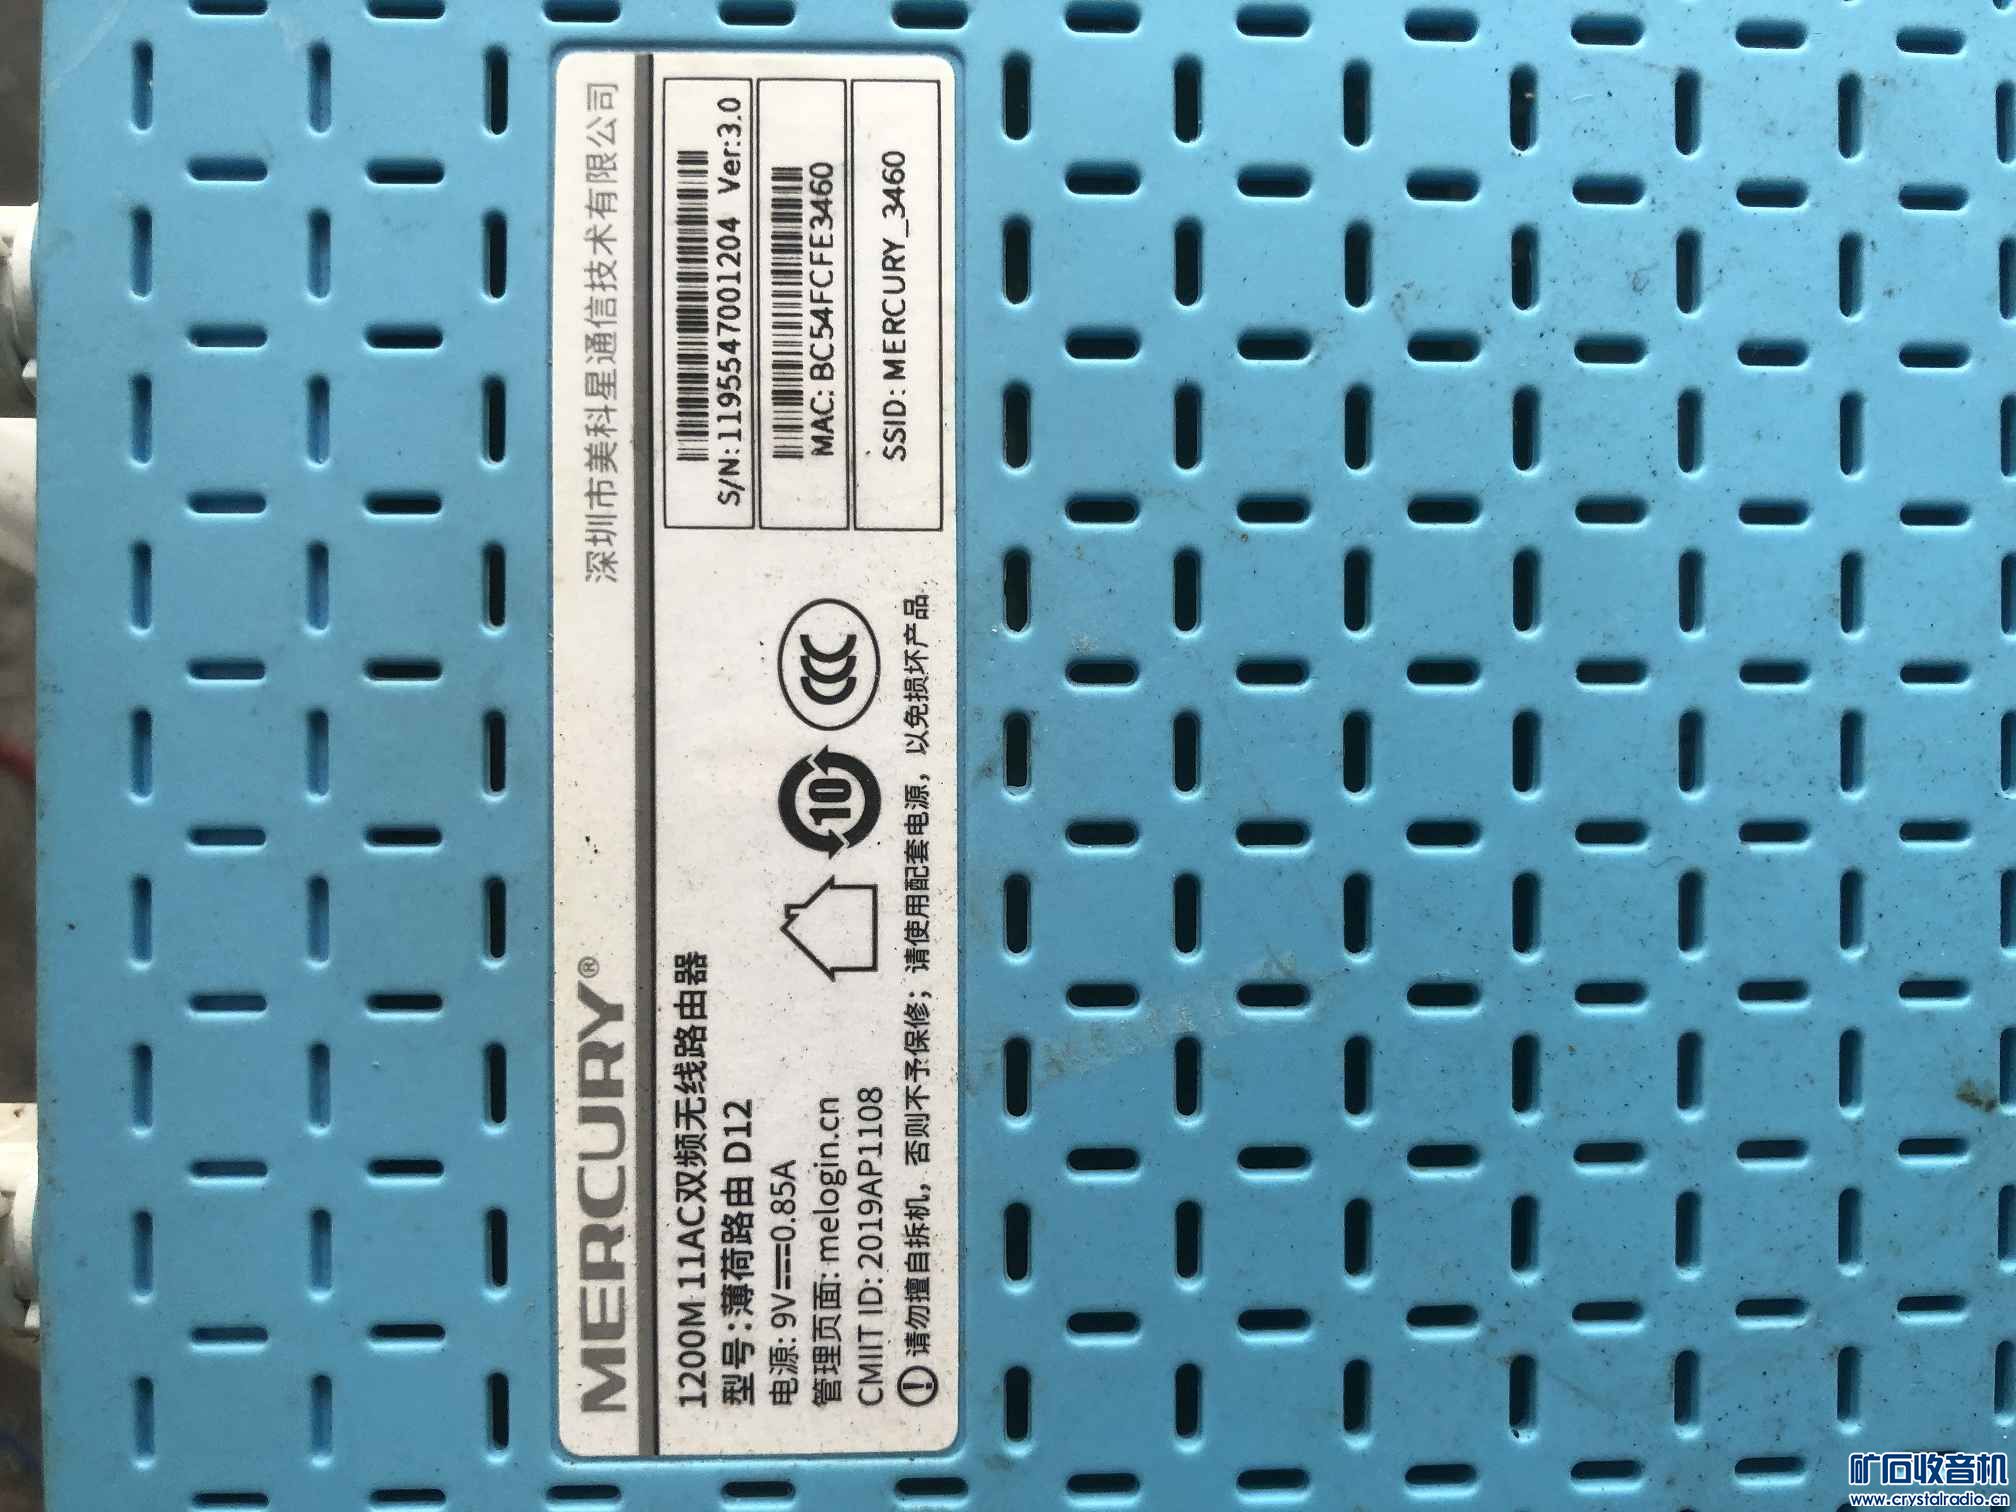 MERCURY®
深圳市美科星通信技术有限公司
1200M 11AC双频无线路由器
型号:薄荷路由 D12
电源: 9V⎓0.85A
管理页面: melogin.cn
CMIIT ID: 2019AP1108
请勿擅自拆机，否则不予保修；请使用配套电源，以免损坏产品
10
CCC
S/N: 1195547001204 Ver:3.0
MAC: BC54FCFE3460
SSID: MERCURY_3460
矿石收音机
www.crystalradio.cn